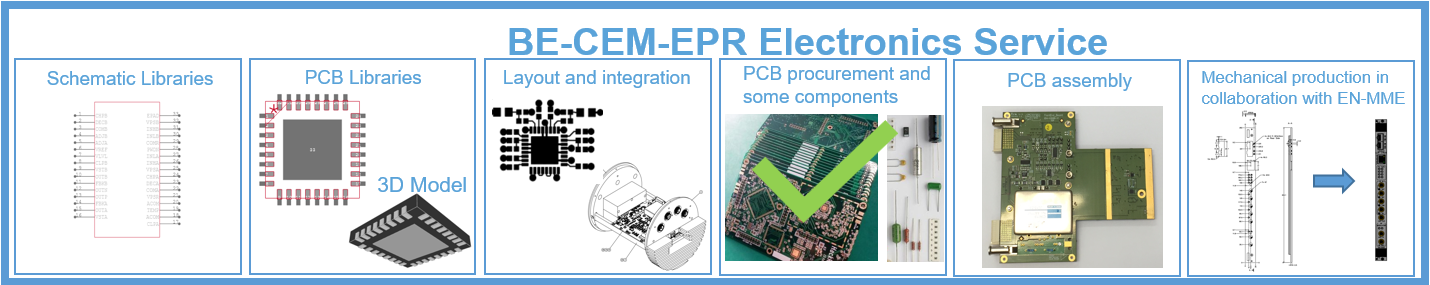 BE-CEM-EPR Electronics Service
Schematic Libraries
PCB Libraries
3D Model
Layout and integration
PCB procurement and
some components
PCB assembly
Mechanical production in
collaboration with EN-MME